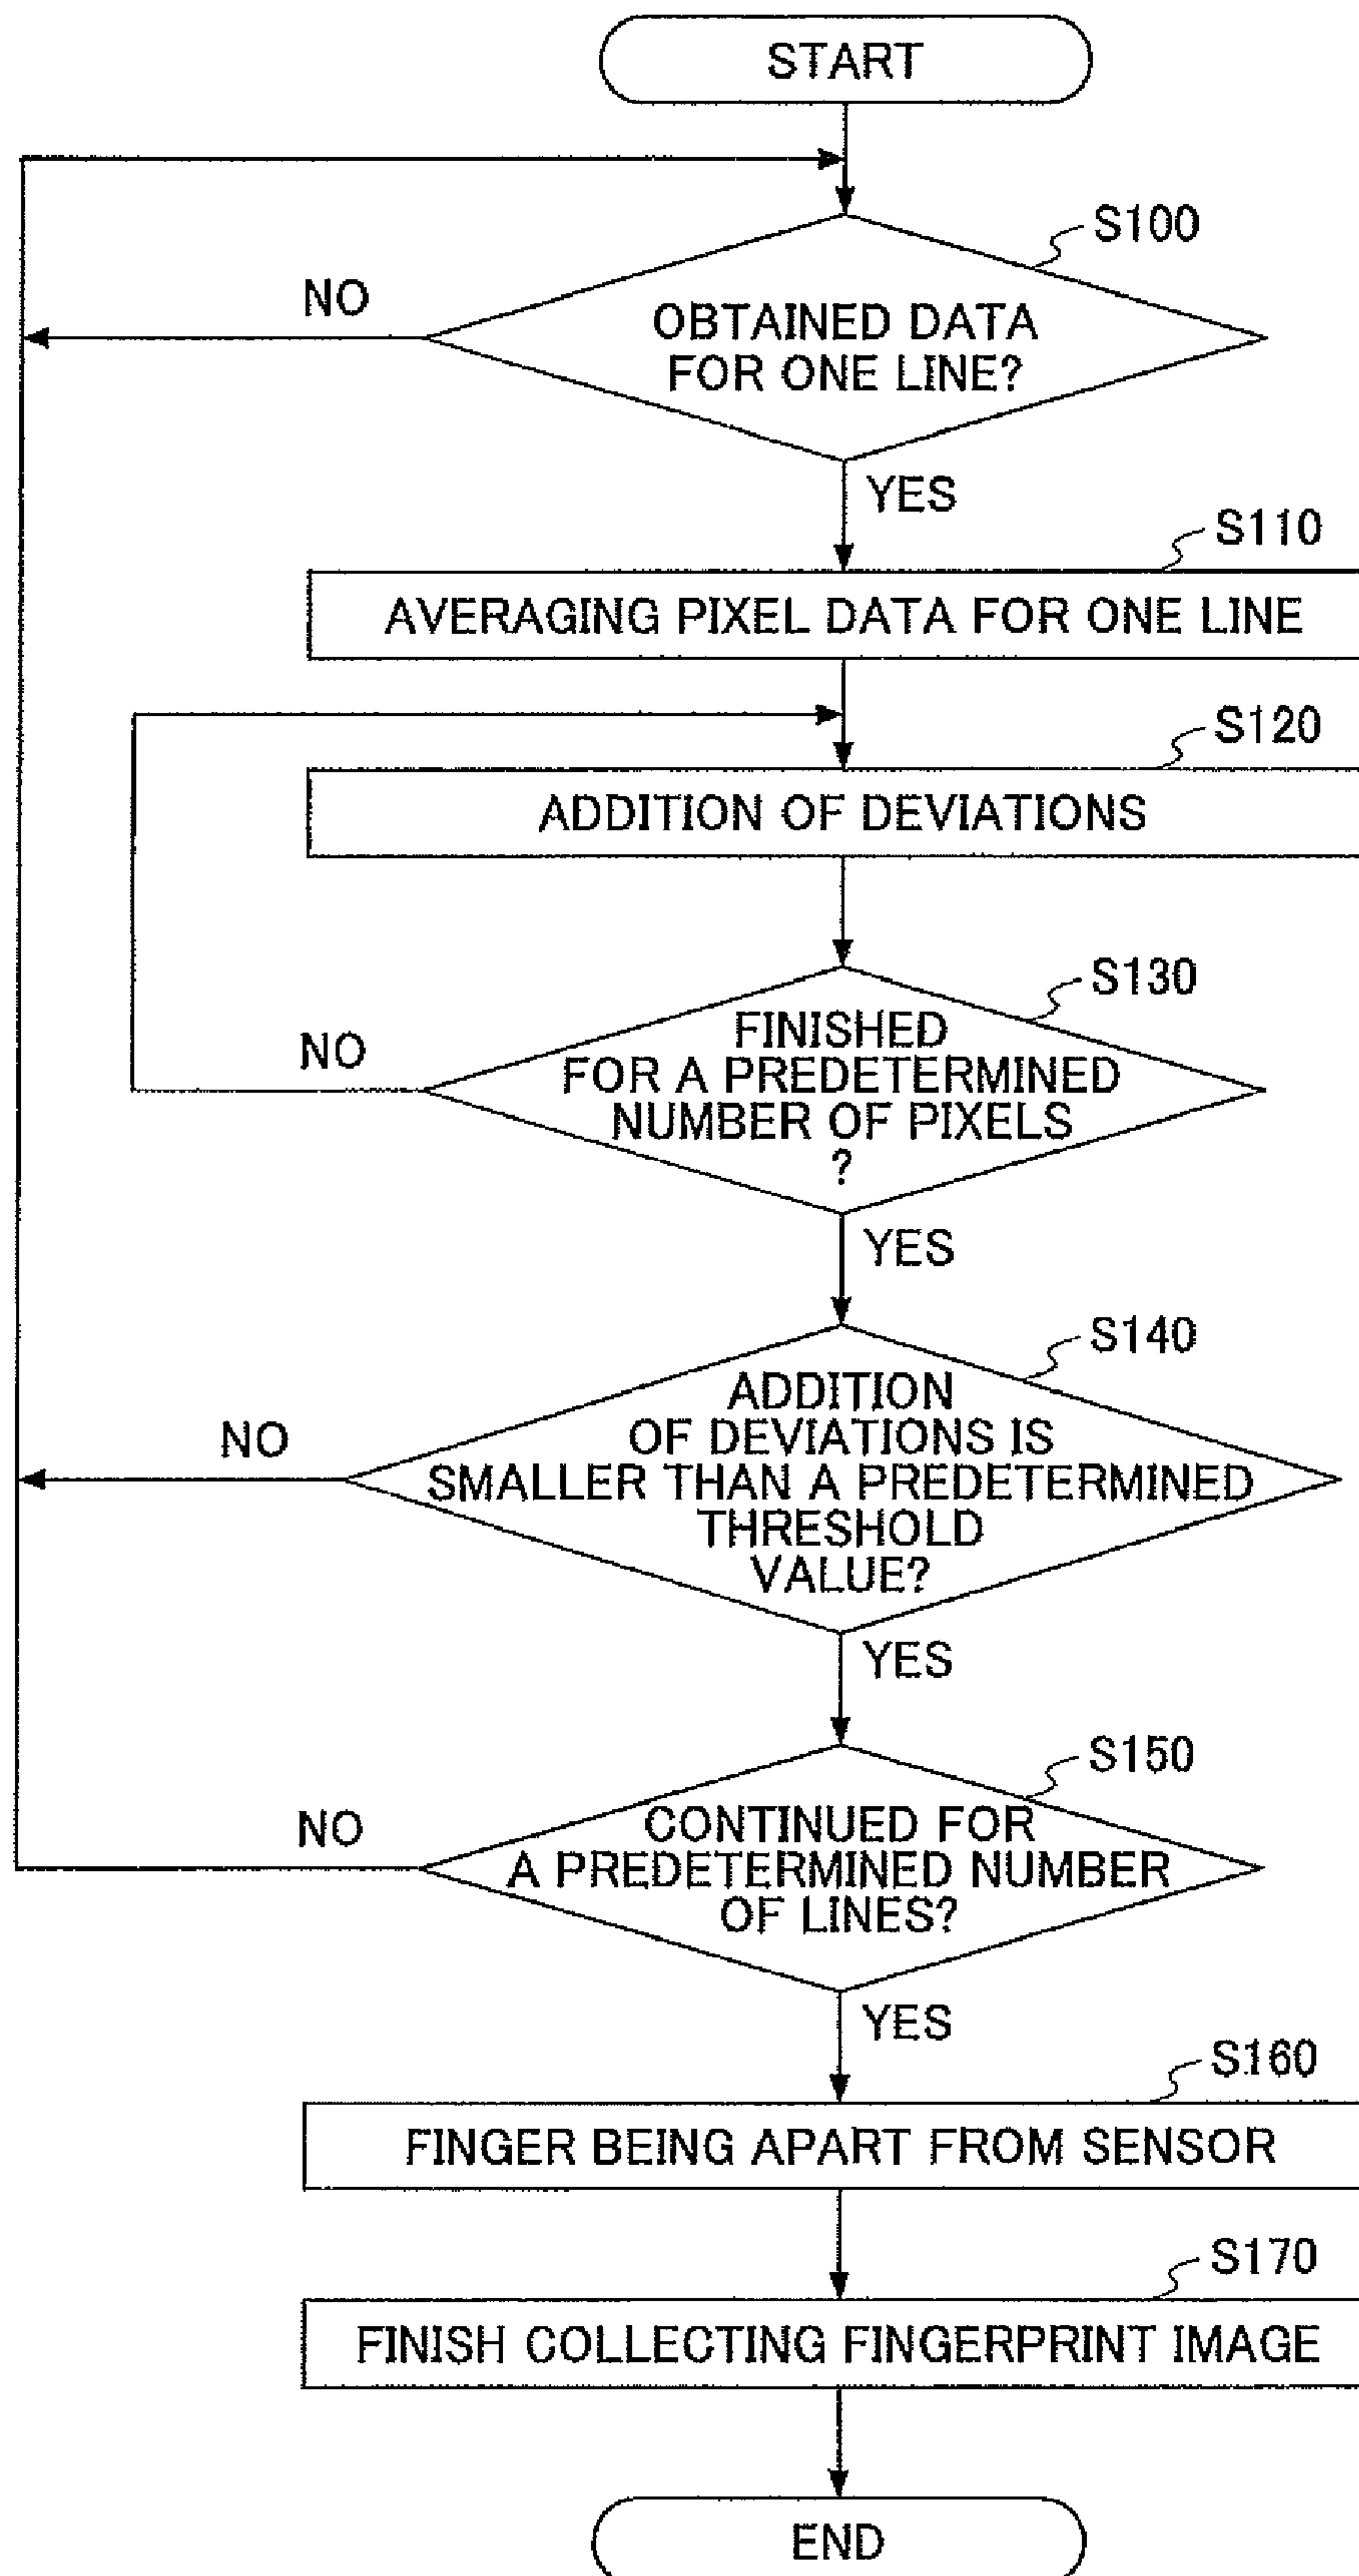 START
S100
NO
OBTAINED DATA
FOR ONE LINE?
YES
S110
AVERAGING PIXEL DATA FOR ONE LINE
S120
ADDITION OF DEVIATIONS
S130
NO
FINISHED
FOR A PREDETERMINED
NUMBER OF PIXELS
?
YES
S140
NO
ADDITION
OF DEVIATIONS IS
SMALLER THAN A PREDETERMINED
THRESHOLD
VALUE?
YES
S150
NO
CONTINUED FOR
A PREDETERMINED NUMBER
OF LINES?
YES
S160
FINGER BEING APART FROM SENSOR
S170
FINISH COLLECTING FINGERPRINT IMAGE
END